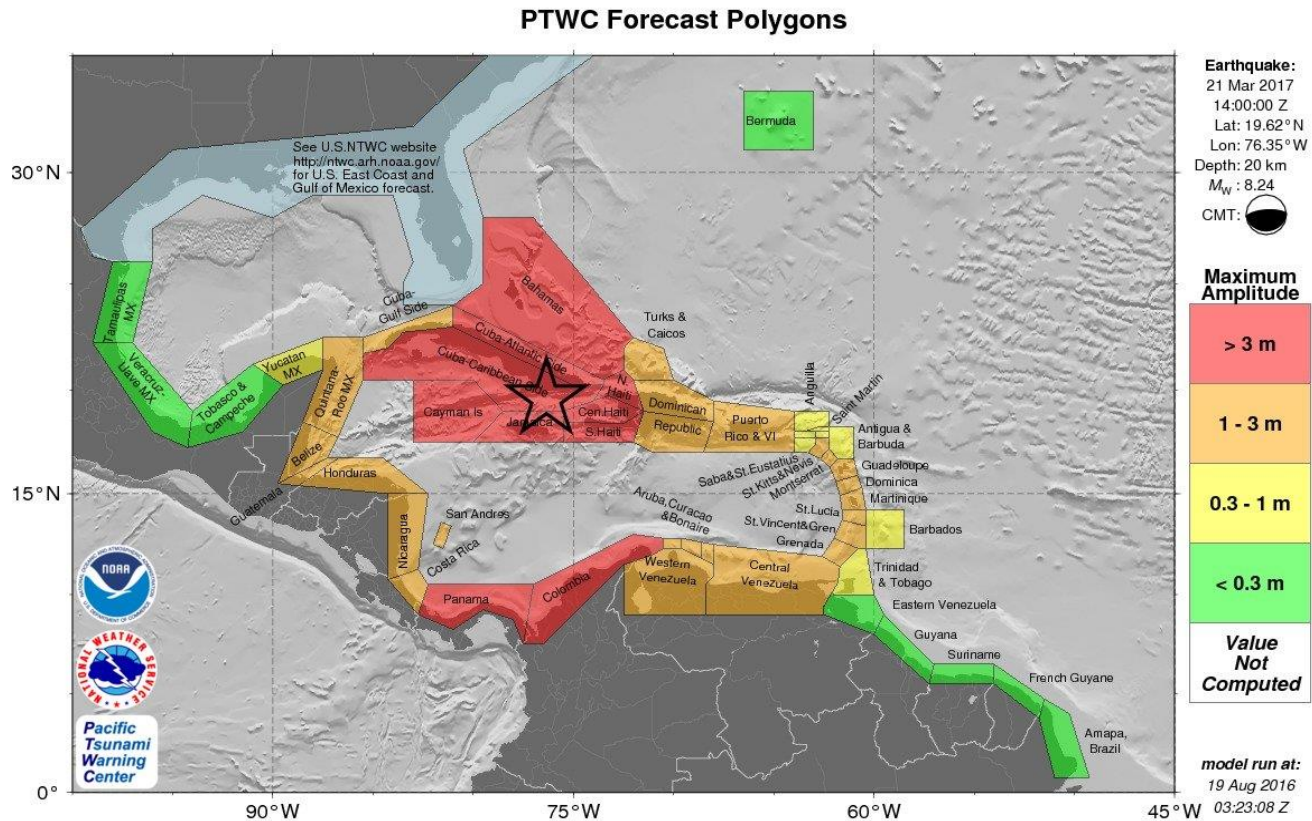 PTWC Forecast Polygons
Earthquake:
21 Mar 2017
14:00:00 Z
Lat: 19.62°N
Lon: 76.35°W
Depth: 20 km
Mw : 8.24
CMT:
Maximum
Amplitude
> 3 m
1 - 3 m
0.3 - 1 m
< 0.3 m
Value
Not
Computed
model run at:
19 Aug 2016
03:23:08 Z
30°N
15°N
0°
90°W
75°W
60°W
45°W
See U.S.NTWC website
http://ntwc.arh.noaa.gov/
for U.S. East Coast and
Gulf of Mexico forecast.
Bermuda
Bahamas
Cuba-
Gulf Side
Turks &
Caicos
Tamaulipas
MX
Veracruz-
Llave MX
Tobasco &
Campeche
Yucatan
MX
Quintana-
Roo MX
Cuba-Atlantic Side
Cuba-Caribbean Side
Cayman Is
Jamaica
N.
Haiti
Cen.Haiti
S.Haiti
Dominican
Republic
Puerto
Rico & VI
Anguilla
Saint Martin
Antigua &
Barbuda
Saba&St.Eustatius
St.Kitts&Nevis
Montserrat
Guadeloupe
Dominica
Martinique
St.Lucia
St.Vincent&Gren
Barbados
Grenada
Belize
Honduras
Guatemala
Nicaragua
San Andres
Costa Rica
Aruba,Curacao
&Bonaire
Panama
Colombia
Western
Venezuela
Central
Venezuela
Trinidad
& Tobago
Eastern Venezuela
Guyana
Suriname
French Guyane
Amapa,
Brazil
NOAA
NATIONAL WEATHER SERVICE
Pacific
Tsunami
Warning
Center